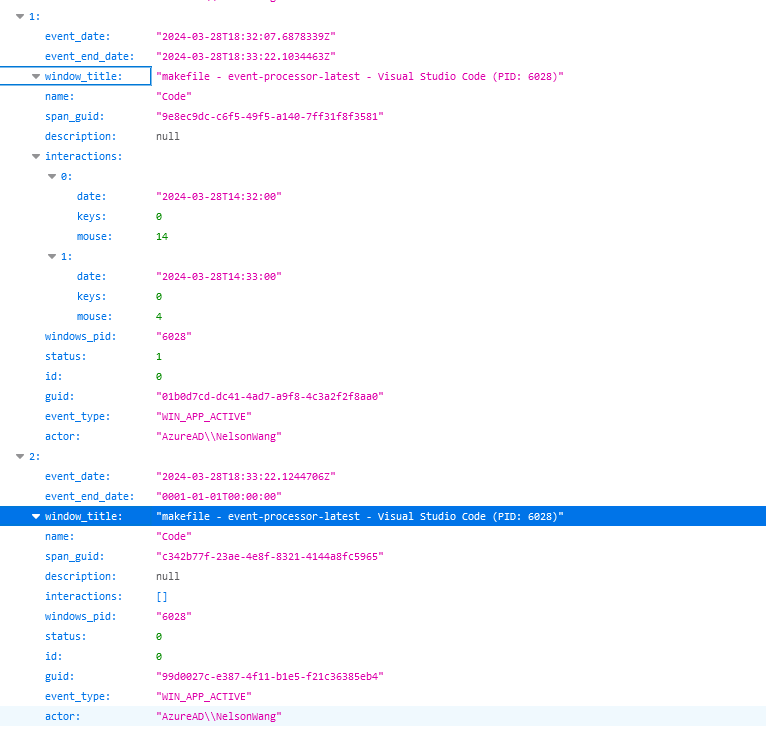 1:
event_date: "2024-03-28T18:32:07.6878339Z"
event_end_date: "2024-03-28T18:33:22.1034463Z"
window_title: "makefile - event-processor-latest - Visual Studio Code (PID: 6028)"
name: "Code"
span_guid: "9e8ec9dc-c6f5-49f5-a140-7ff31f8f3581"
description: null
interactions:
0:
date: "2024-03-28T14:32:00"
keys: 0
mouse: 14
1:
date: "2024-03-28T14:33:00"
keys: 0
mouse: 4
windows_pid: "6028"
status: 1
id: 0
guid: "01b0d7cd-dc41-4ad7-a9f8-4c3a2f2f8aa0"
event_type: "WIN_APP_ACTIVE"
actor: "AzureAD\\NelsonWang"
2:
event_date: "2024-03-28T18:33:22.1244706Z"
event_end_date: "0001-01-01T00:00:00"
window_title: "makefile - event-processor-latest - Visual Studio Code (PID: 6028)"
name: "Code"
span_guid: "c342b77f-23ae-4e8f-8321-4144a8fc5965"
description: null
interactions: []
windows_pid: "6028"
status: 0
id: 0
guid: "99d0027c-e387-4f11-b1e5-f21c36385eb4"
event_type: "WIN_APP_ACTIVE"
actor: "AzureAD\\NelsonWang"